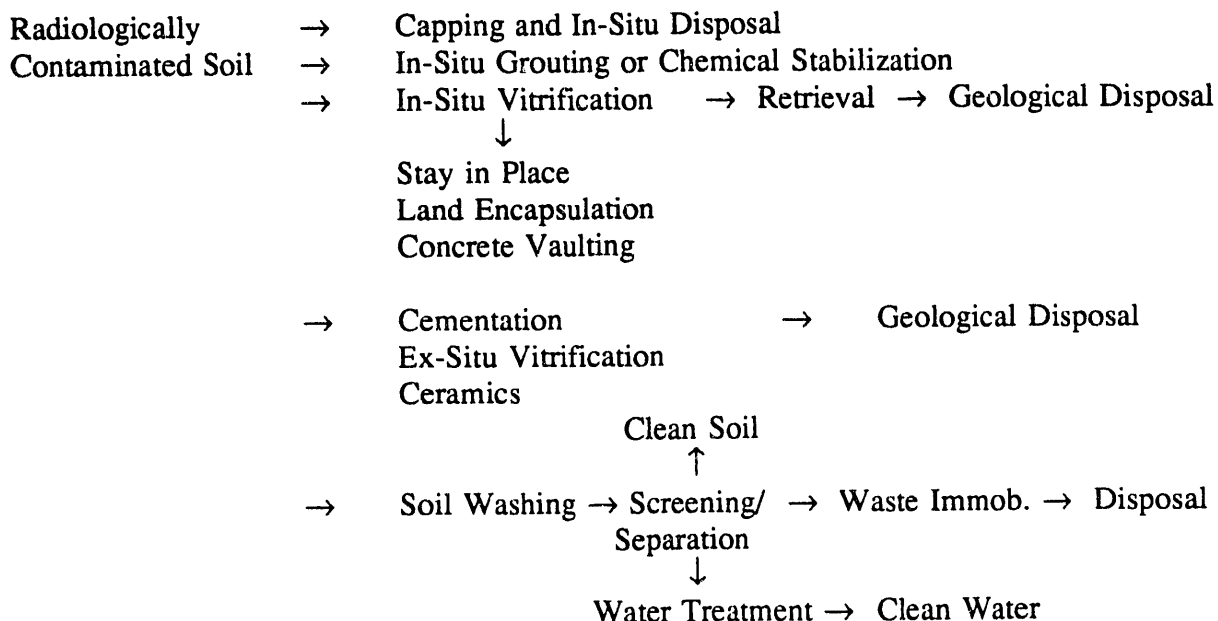 Radiologically → Capping and In-Situ Disposal
Contaminated Soil → In-Situ Grouting or Chemical Stabilization
→ In-Situ Vitrification → Retrieval → Geological Disposal
↓
Stay in Place
Land Encapsulation
Concrete Vaulting
→ Cementation → Geological Disposal
Ex-Situ Vitrification
Ceramics
Clean Soil
↑
→ Soil Washing → Screening/ → Waste Immob. → Disposal
Separation
↓
Water Treatment → Clean Water